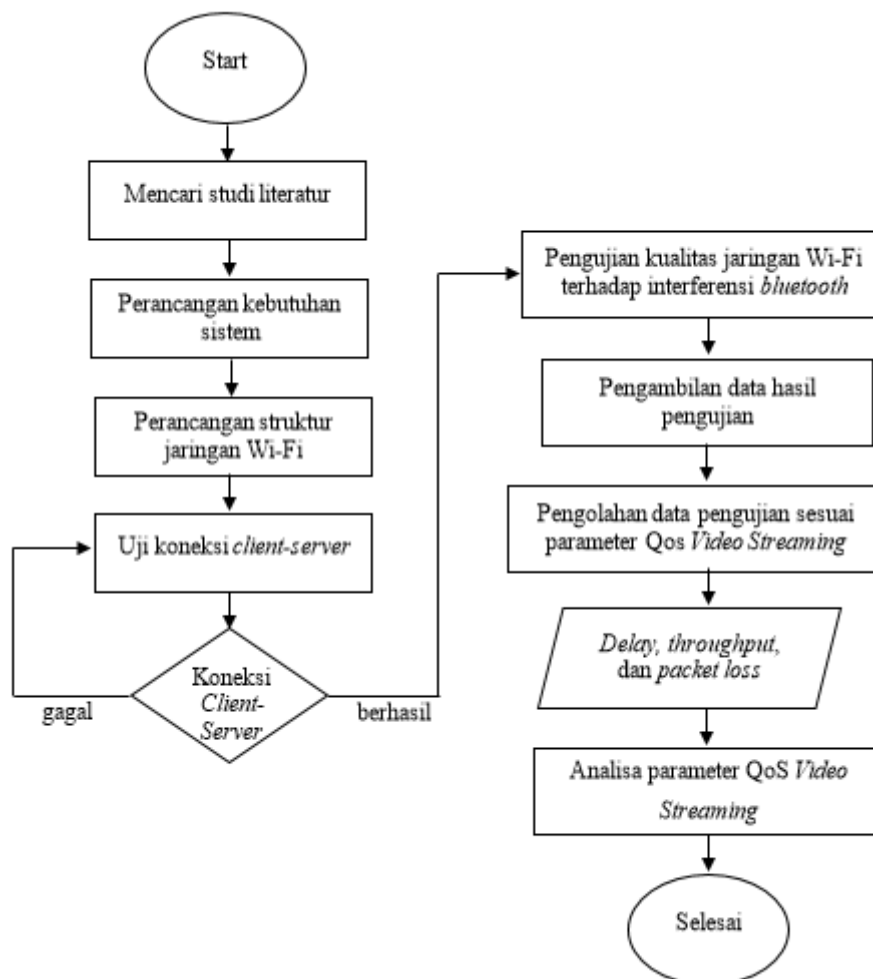 Start
Mencari studi literatur
Perancangan kebutuhan
sistem
Perancangan struktur
jaringan Wi-Fi
Uji koneksi client-server
Koneksi
Client-
Server
gagal
berhasil
Pengujian kualitas jaringan Wi-Fi
terhadap interferensi bluetooth
Pengambilan data hasil
pengujian
Pengolahan data pengujian sesuai
parameter Qos Video Streaming
Delay, throughput,
dan packet loss
Analisa parameter QoS Video
Streaming
Selesai